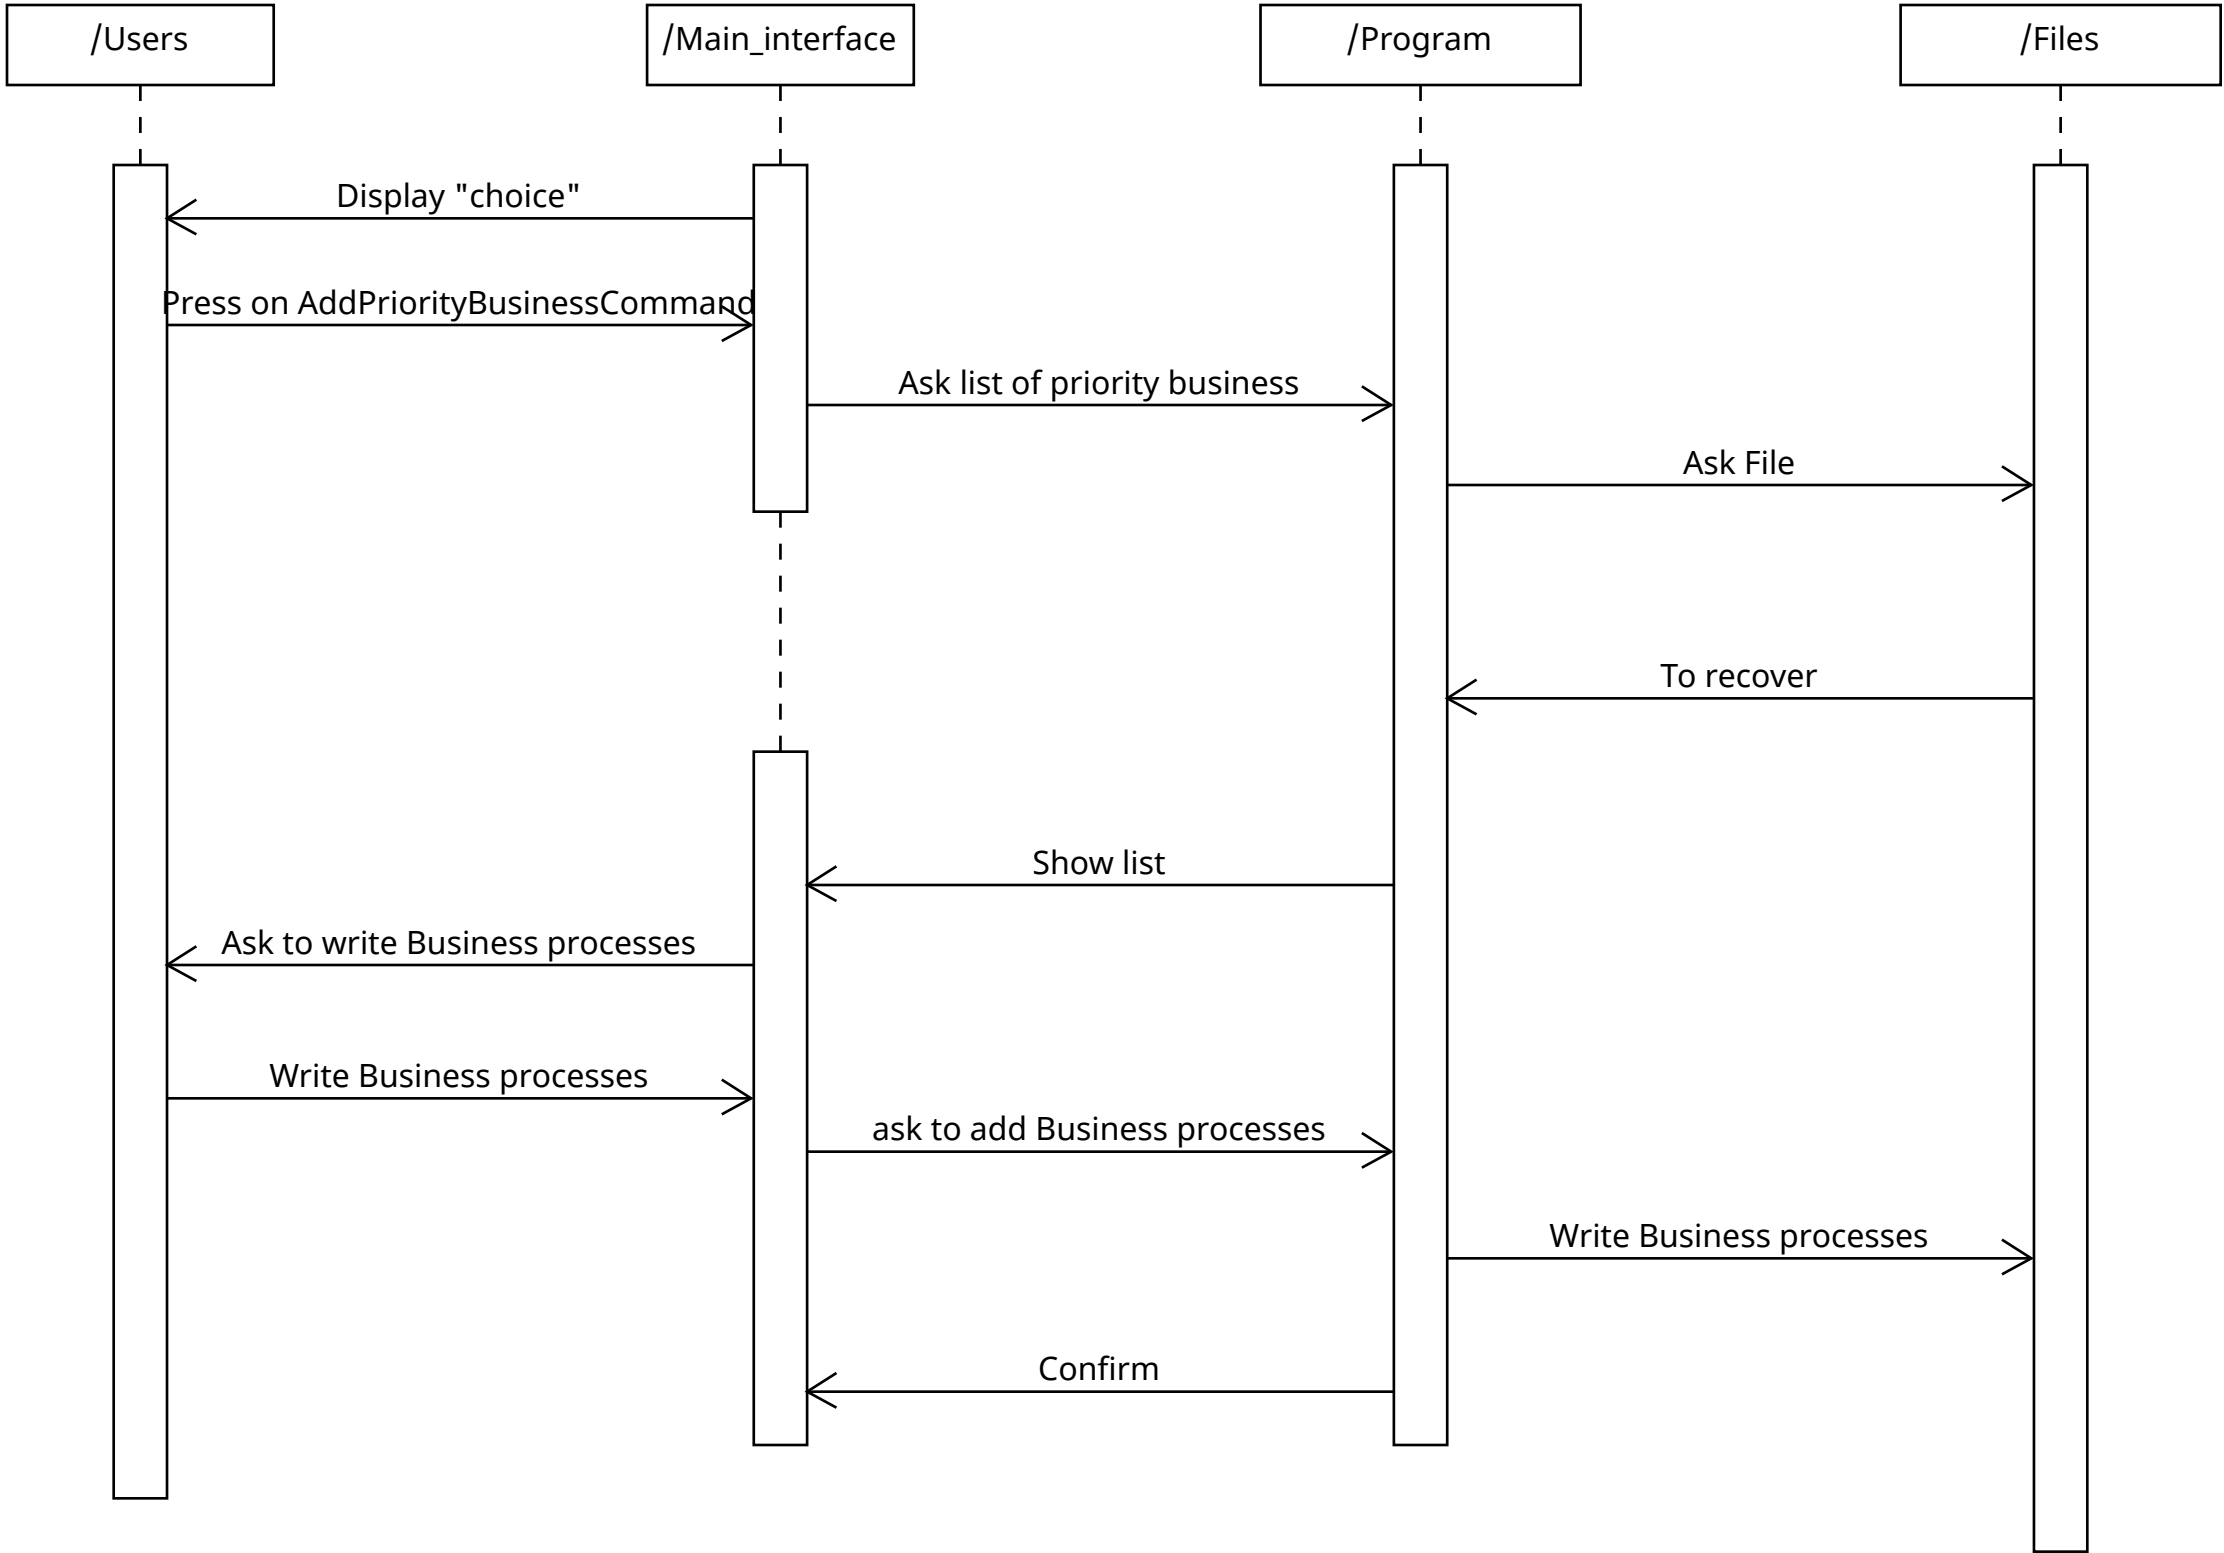 /Users
/Main_interface
/Program
/Files
Display "choice"
Press on AddPriorityBusinessCommand
Ask list of priority business
Ask File
To recover
Show list
Ask to write Business processes
Write Business processes
ask to add Business processes
Write Business processes
Confirm